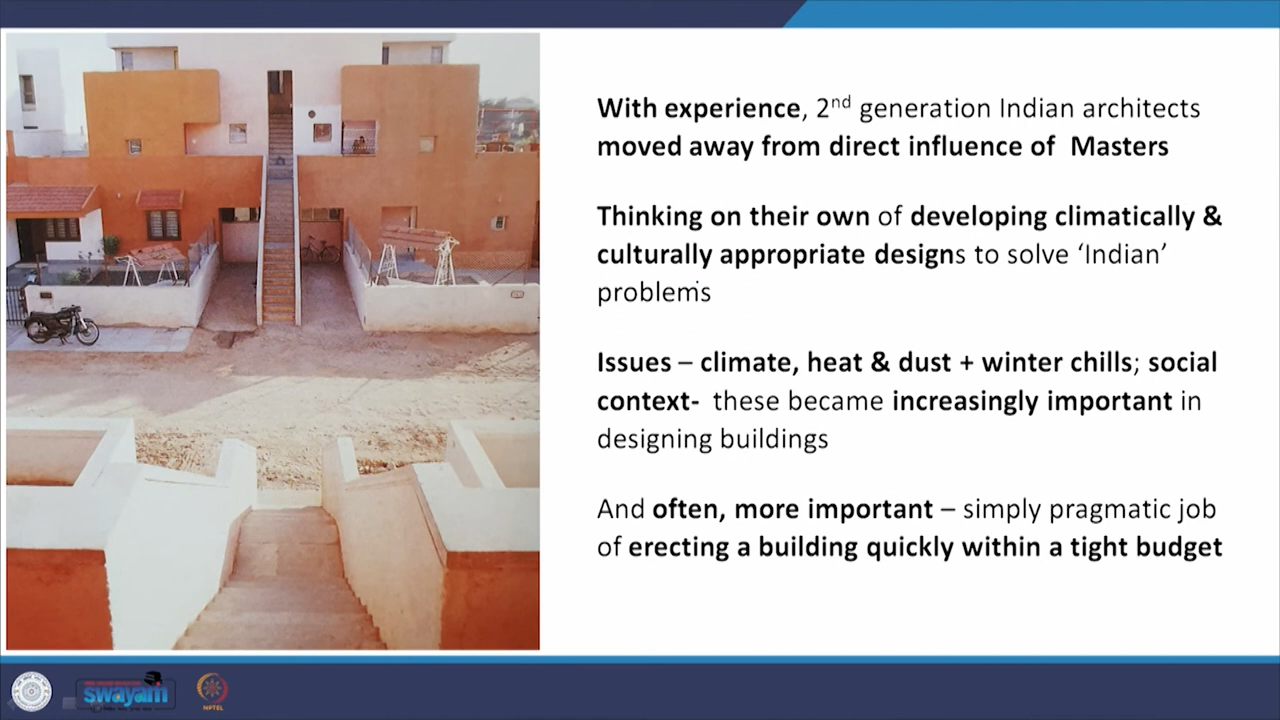 With experience, 2nd generation Indian architects
moved away from direct influence of Masters
Thinking on their own of developing climatically &
culturally appropriate designs to solve ‘Indian’
problems
Issues – climate, heat & dust + winter chills; social
context- these became increasingly important in
designing buildings
And often, more important – simply pragmatic job
of erecting a building quickly within a tight budget
swayam
NPTEL